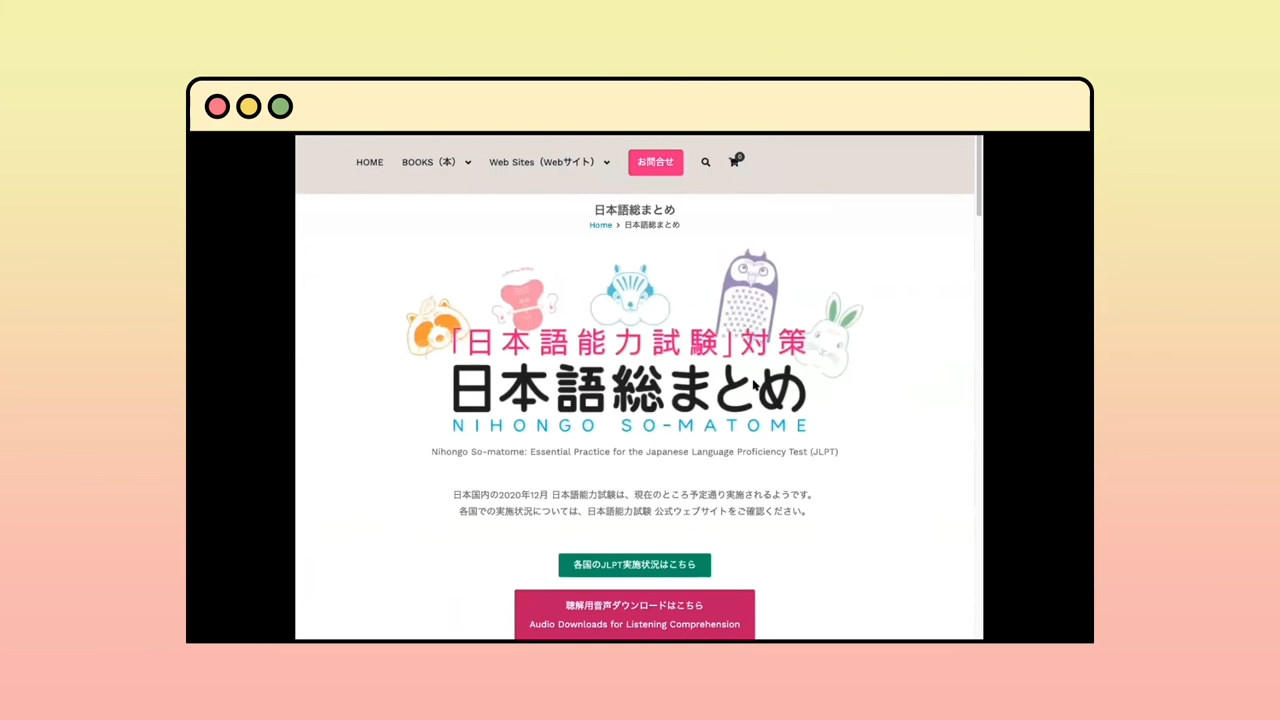 HOME
BOOKS（本）
Web Sites（Webサイト）
お問合せ
0
日本語総まとめ
Home > 日本語総まとめ
「日本語能力試験」対策
日本語総まとめ
NIHONGO SO-MATOME
Nihongo So-matome: Essential Practice for the Japanese Language Proficiency Test (JLPT)
日本国内の2020年12月 日本語能力試験は、現在のところ予定通り実施されるようです。
各国での実施状況については、日本語能力試験 公式ウェブサイトをご確認ください。
各国のJLPT実施状況はこちら
聴解用音声ダウンロードはこちら
Audio Downloads for Listening Comprehension